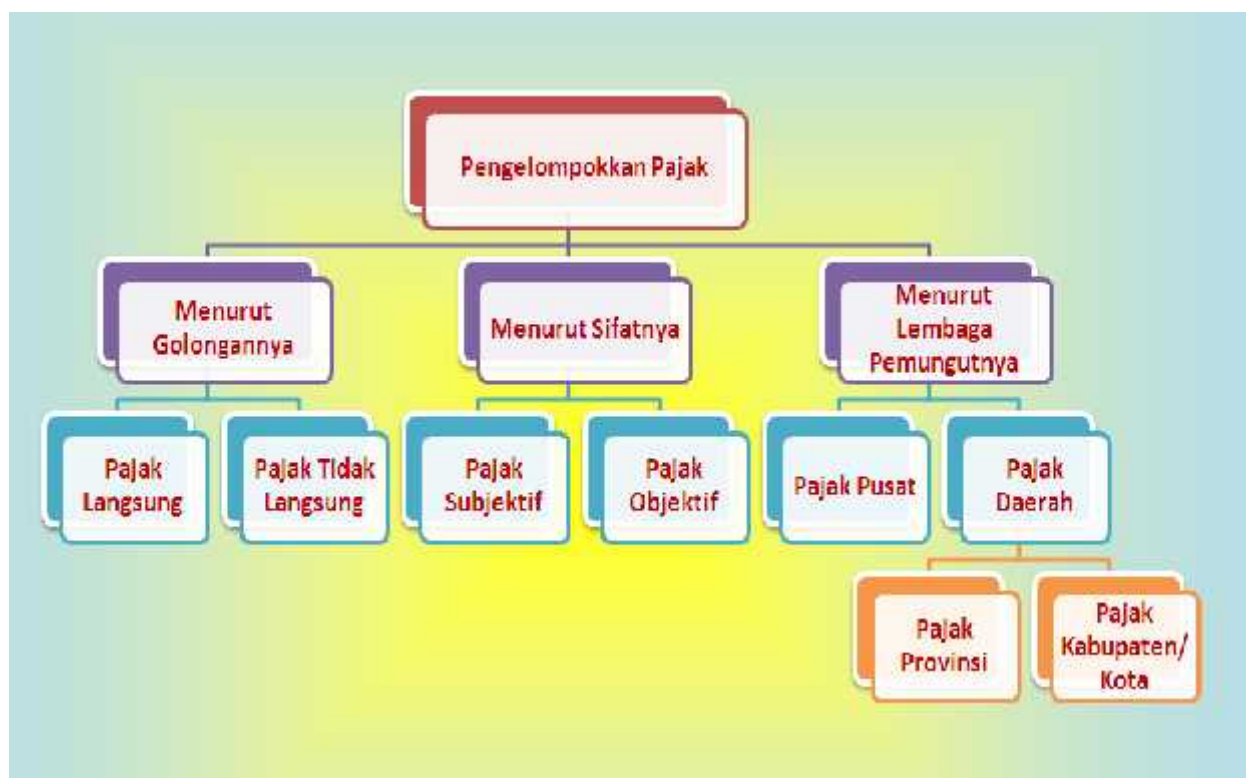 Pengelompokkan Pajak
Menurut
Golongannya
Menurut Sifatnya
Menurut
Lembaga
Pemungutnya
Pajak
Langsung
Pajak Tidak
Langsung
Pajak
Subjektif
Pajak
Objektif
Pajak Pusat
Pajak
Daerah
Pajak
Provinsi
Pajak
Kabupaten/
Kota